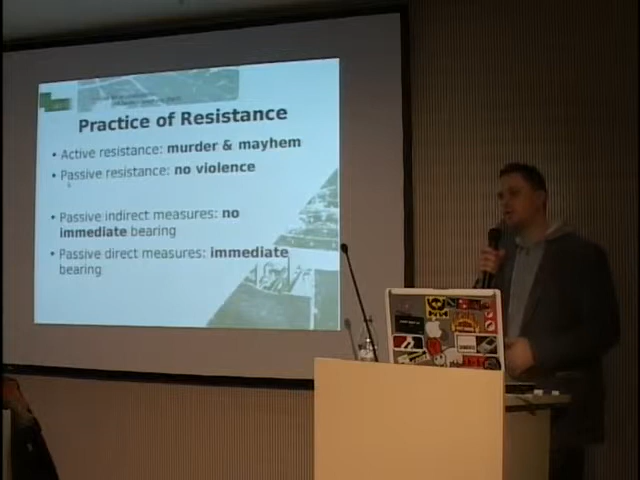 Practice of Resistance
• Active resistance: murder & mayhem
• Passive resistance: no violence
• Passive indirect measures: no
immediate bearing
• Passive direct measures: immediate
bearing